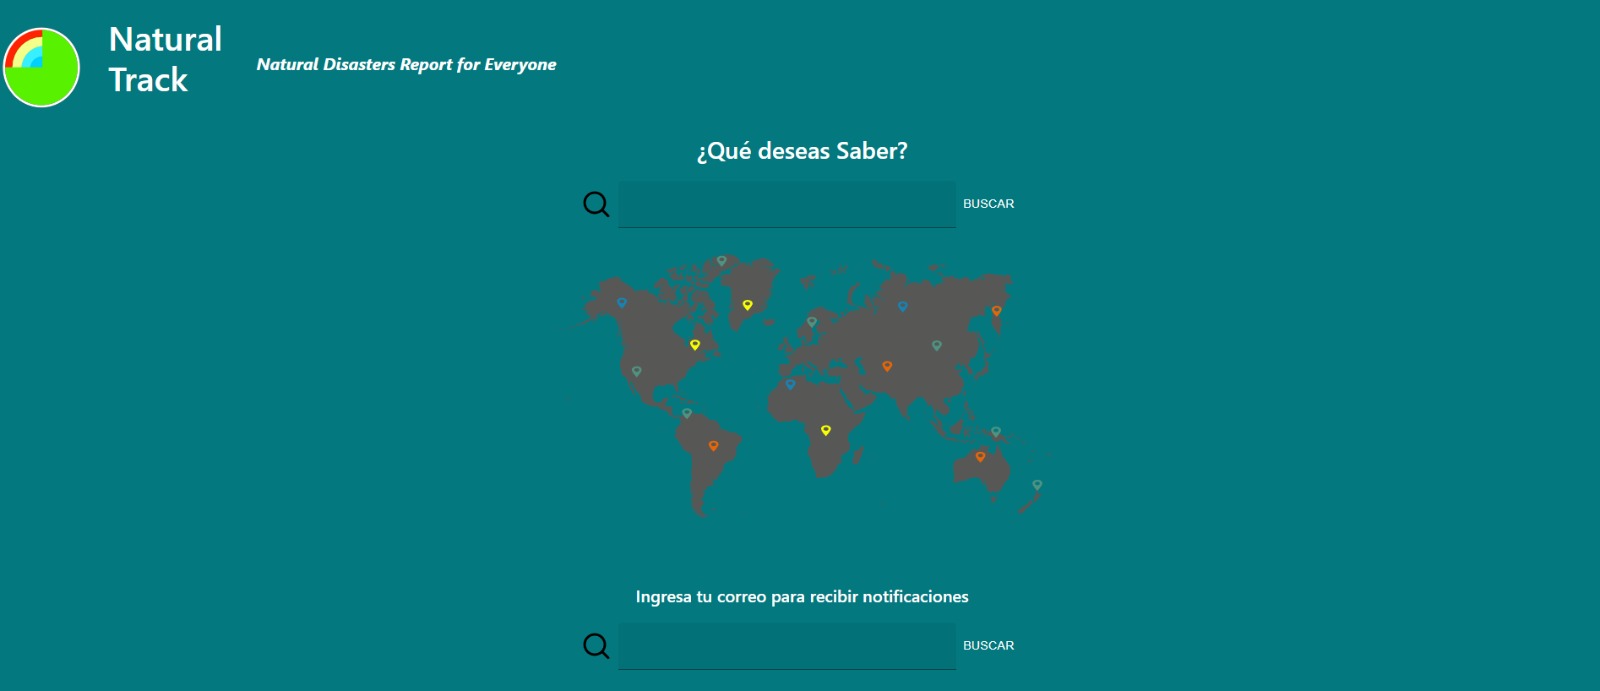 Natural
Track
Natural Disasters Report for Everyone
¿Qué deseas Saber?
BUSCAR
Ingresa tu correo para recibir notificaciones
BUSCAR